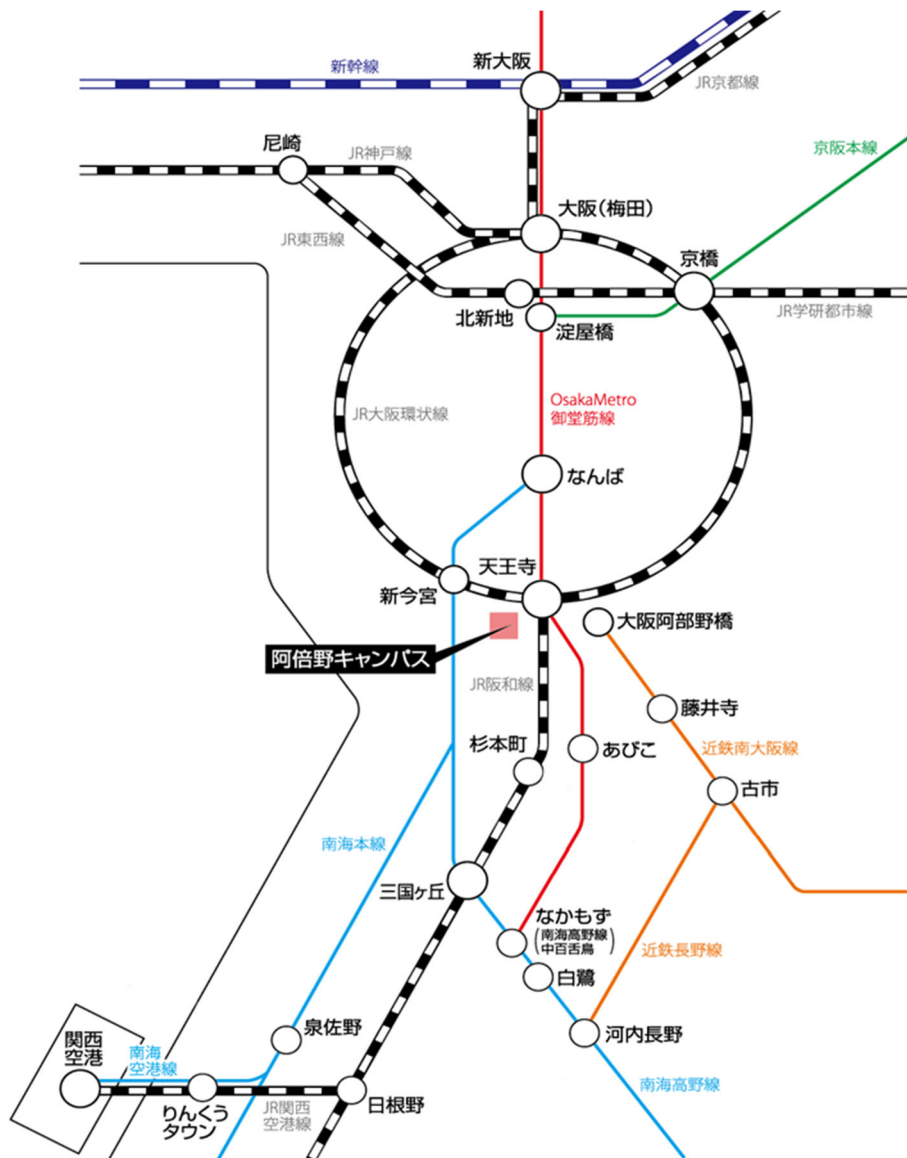 新幹線
新大阪
JR京都線
尼崎
JR神戸線
京阪本線
大阪(梅田)
JR東西線
京橋
北新地
淀屋橋
JR学研都市線
JR大阪環状線
OsakaMetro
御堂筋線
なんば
天王寺
新今宮
大阪阿部野橋
阿倍野キャンパス
JR阪和線
藤井寺
杉本町
あびこ
近鉄南大阪線
古市
南海本線
三国ヶ丘
なかもず
(南海高野線
中百舌鳥)
近鉄長野線
白鷺
泉佐野
河内長野
関西
空港
南海
空港線
南海高野線
りんくう
タウン
JR関西
空港線
日根野